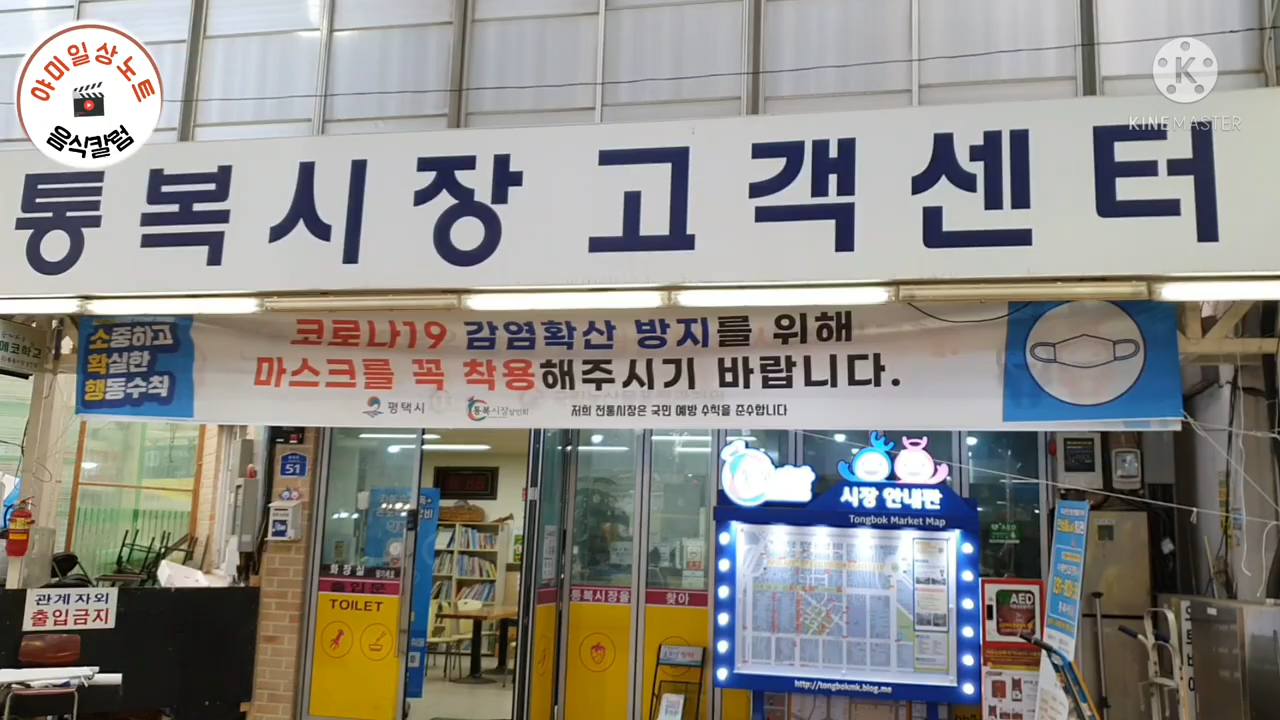 야미일상노트
음식칼럼
KINEMASTER
통복시장 고객센터
소중하고
확실한
행동수칙
코로나19 감염확산 방지를 위해
마스크를 꼭 착용해주시기 바랍니다.
평택시
통복시장상인회
저희 전통시장은 국민 예방 수칙을 준수합니다
에코학교
51
시장 안내판
Tongbok Market Map
http://tongbokmk.blog.me
화장실
TOILET
통복시장을
찾아
관계자외
출입금지
AED